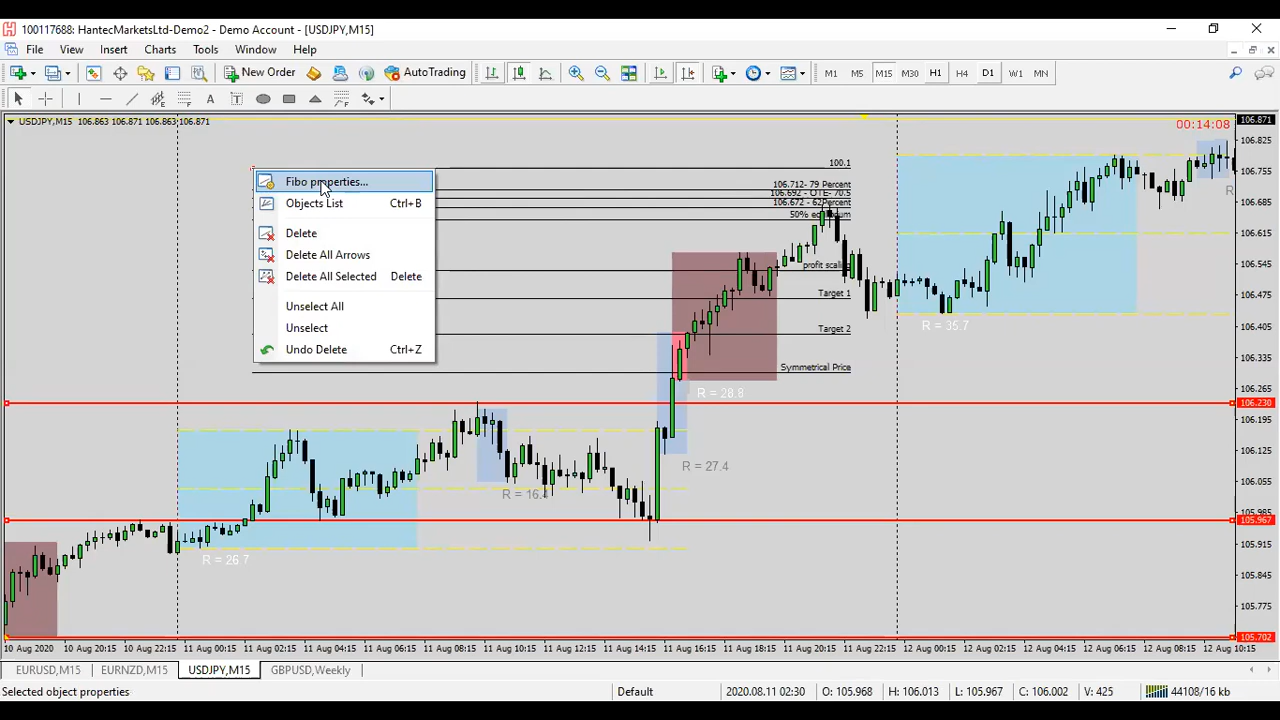 100117688: HantecMarketsLtd-Demo2 - Demo Account - [USDJPY,M15]
File View Insert Charts Tools Window Help
New Order AutoTrading M1 M5 M15 M30 H1 H4 D1 W1 MN
USDJPY,M15 106.863 106.871 106.863 106.871
00:14:08
106.871
106.825
106.755
106.685
106.615
106.545
106.475
106.405
106.335
106.265
106.230
106.195
106.125
106.055
105.985
105.967
105.915
105.845
105.775
105.702
100.1
106.712- 79 Percent
106.692 - OTE- 70.5
106.672 - 62Percent
profit scaling
Target 1
Target 2
Symmetrical Price
Fibo properties...
Objects List Ctrl+B
Delete
Delete All Arrows
Delete All Selected Delete
Unselect All
Unselect
Undo Delete Ctrl+Z
R = 35.7
R = 28.8
R = 27.4
R = 16.
R = 26.7
R
10 Aug 2020 10 Aug 20:15 10 Aug 22:15 11 Aug 00:15 11 Aug 04:15 11 Aug 06:15 11 Aug 08:15 11 Aug 10:15 11 Aug 12:15 11 Aug 14:15 11 Aug 16:15 11 Aug 18:15 11 Aug 20:15 11 Aug 22:15 12 Aug 00:15 12 Aug 02:15 12 Aug 04:15 12 Aug 06:15 12 Aug 08:15 12 Aug 10:15
EURUSD,M15 EURNZD,M15 USDJPY,M15 GBPUSD,Weekly
Selected object properties Default 2020.08.11 02:30 O: 105.968 H: 106.013 L: 105.967 C: 106.002 V: 425 44108/16 kb